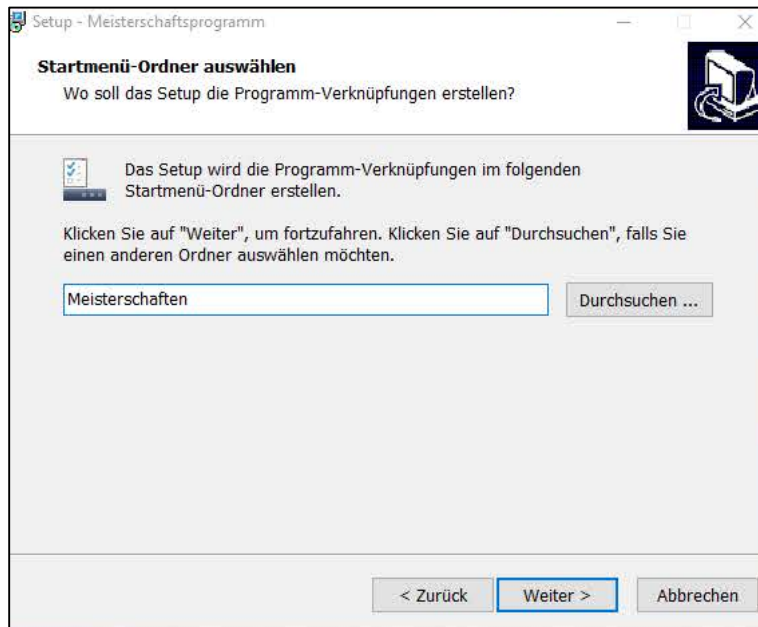 Setup - Meisterschaftsprogramm
Startmenü-Ordner auswählen
Wo soll das Setup die Programm-Verknüpfungen erstellen?
Das Setup wird die Programm-Verknüpfungen im folgenden
Startmenü-Ordner erstellen.
Klicken Sie auf "Weiter", um fortzufahren. Klicken Sie auf "Durchsuchen", falls Sie
einen anderen Ordner auswählen möchten.
Meisterschaften
Durchsuchen ...
< Zurück
Weiter >
Abbrechen